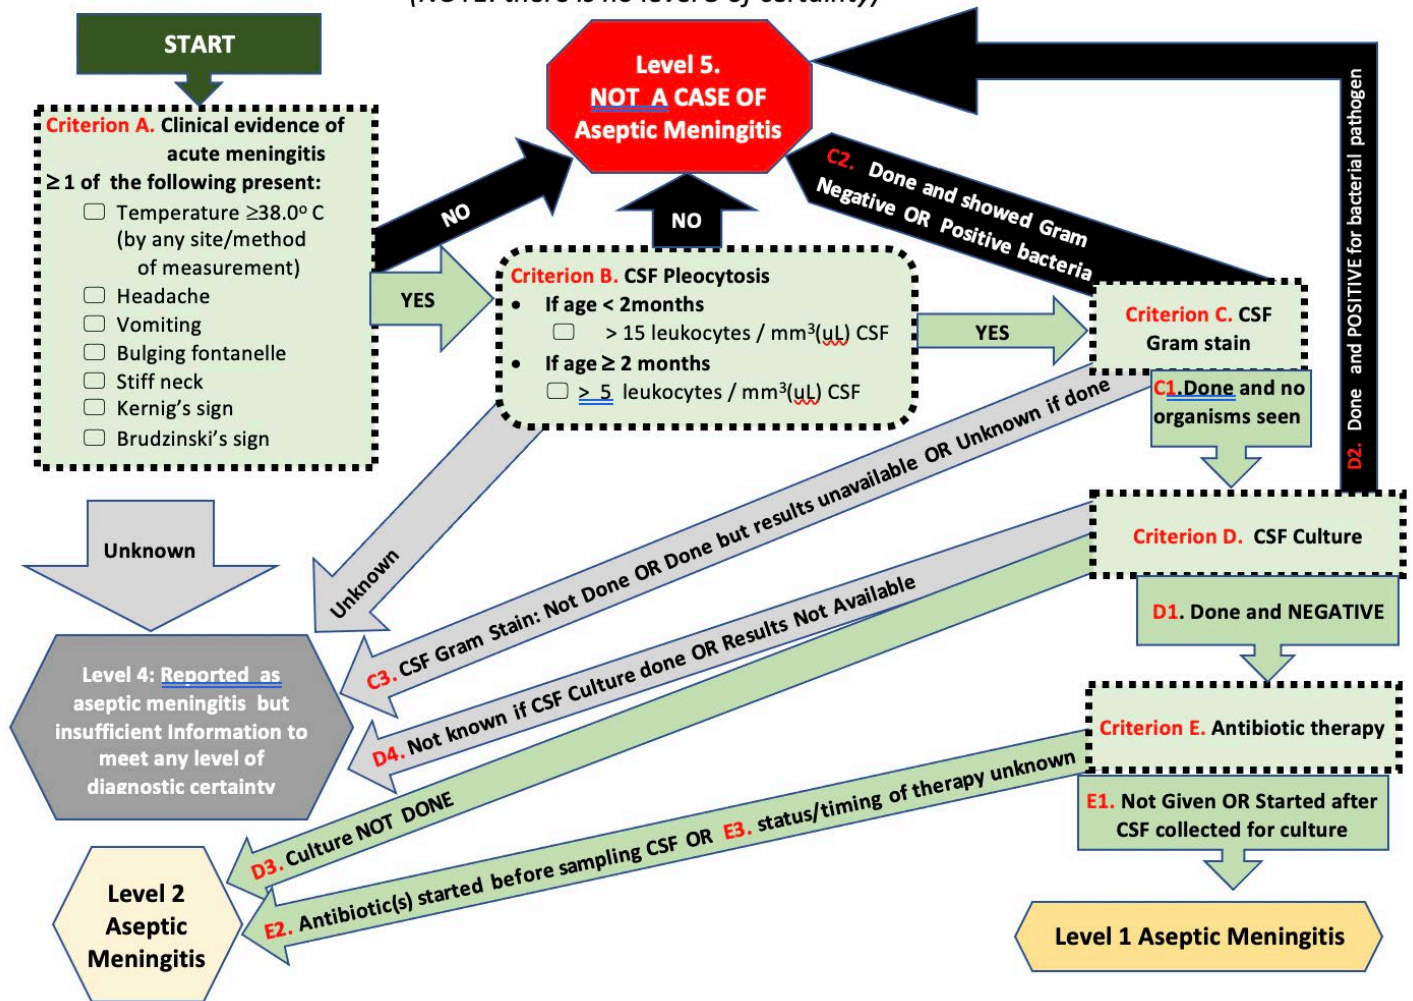 (NOTE: there is no level 3 of certainty)
START
Level 5.
NOT A CASE OF
Aseptic Meningitis
Criterion A. Clinical evidence of
acute meningitis
≥ 1 of the following present:
Temperature ≥38.0° C
(by any site/method
of measurement)
Headache
Vomiting
Bulging fontanelle
Stiff neck
Kernig's sign
Brudzinski's sign
NO
YES
NO
Criterion B. CSF Pleocytosis
• If age < 2months
> 15 leukocytes / mm³(uL) CSF
• If age ≥ 2 months
> 5 leukocytes / mm³(uL) CSF
YES
C2. Done and showed Gram
Negative OR Positive bacteria
D2. Done and POSITIVE for bacterial pathogen
Criterion C. CSF
Gram stain
C1.Done and no
organisms seen
Unknown
Unknown
C3. CSF Gram Stain: Not Done OR Done but results unavailable OR Unknown if done
Criterion D. CSF Culture
D1. Done and NEGATIVE
D4. Not known if CSF Culture done OR Results Not Available
D3. Culture NOT DONE
Level 4: Reported as
aseptic meningitis but
insufficient Information to
meet any level of
diagnostic certainty
Criterion E. Antibiotic therapy
E1. Not Given OR Started after
CSF collected for culture
E2. Antibiotic(s) started before sampling CSF OR E3. status/timing of therapy unknown
Level 2
Aseptic
Meningitis
Level 1 Aseptic Meningitis